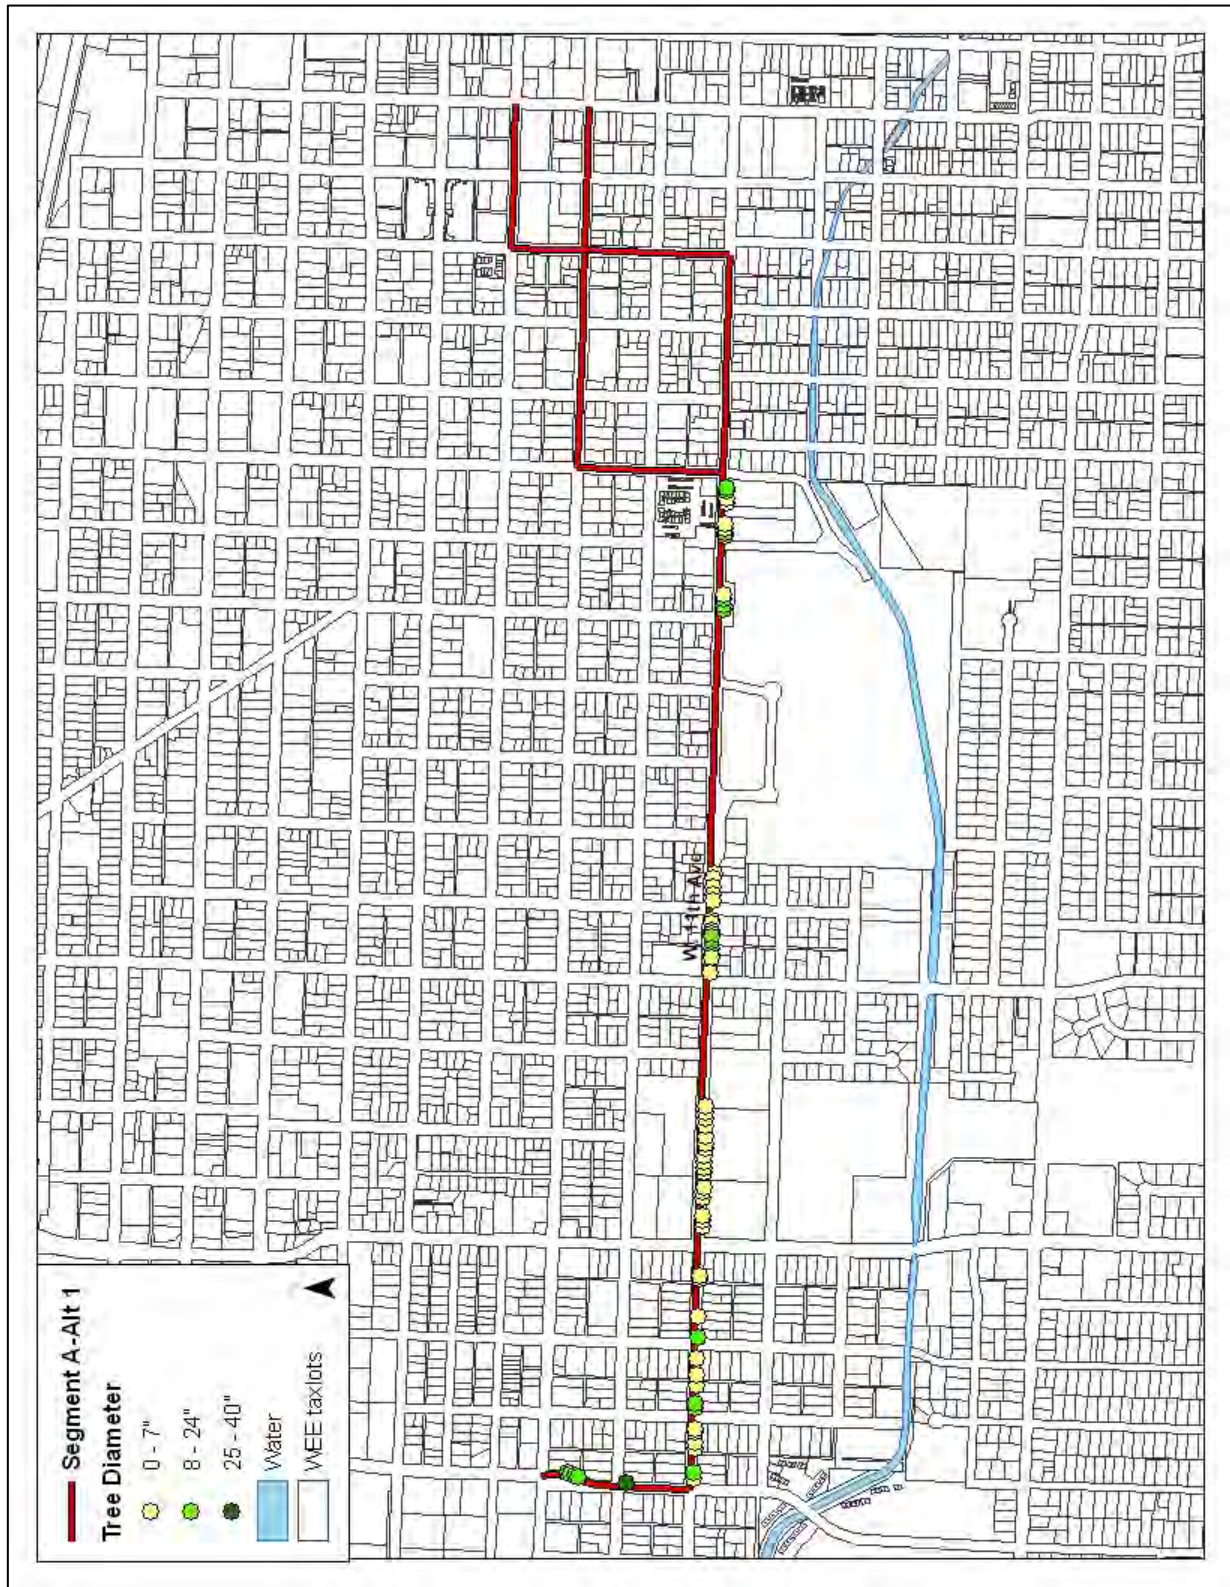 Segment A-Alt 1
Tree Diameter
0 - 7"
8 - 24"
25 - 40"
Water
WEE taxlots
W. 11th Ave